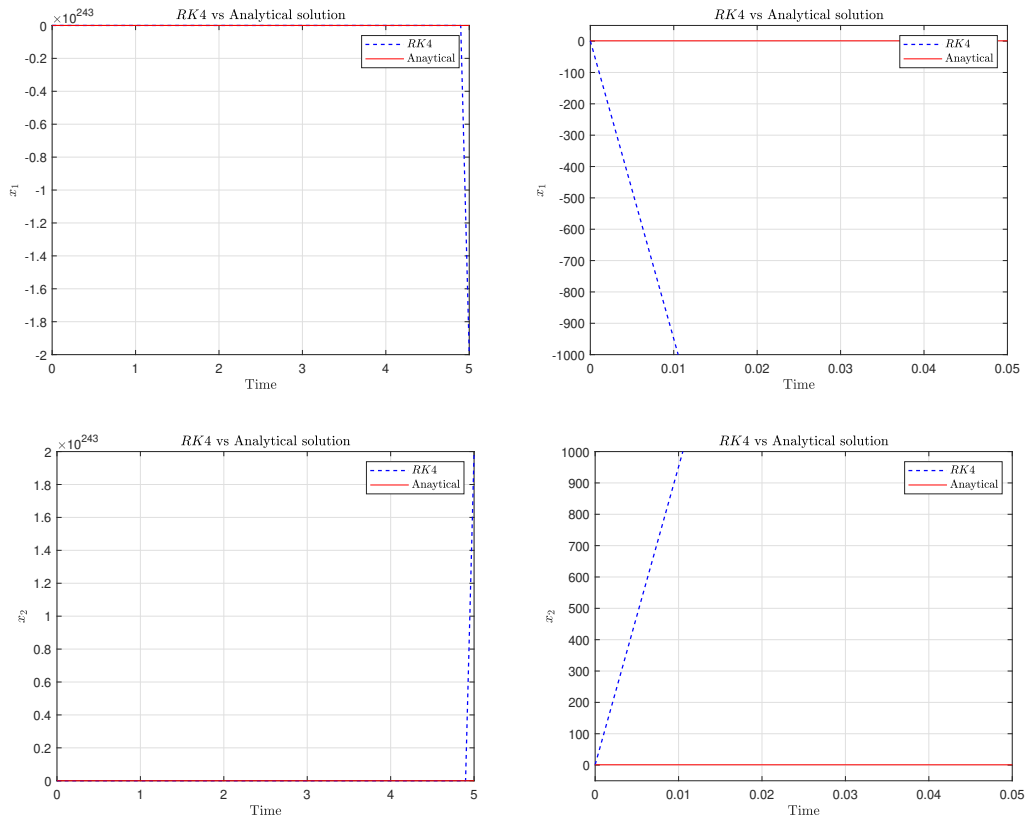 RK4 vs Analytical solution
×10^243
0
-0.2
-0.4
-0.6
-0.8
-1
-1.2
-1.4
-1.6
-1.8
-2
x₁
0 1 2 3 4 5
Time
RK4
Anaytical
RK4 vs Analytical solution
0
-100
-200
-300
-400
-500
-600
-700
-800
-900
-1000
x₁
0 0.01 0.02 0.03 0.04 0.05
Time
RK4
Anaytical
RK4 vs Analytical solution
×10^243
2
1.8
1.6
1.4
1.2
1
0.8
0.6
0.4
0.2
0
x₂
0 1 2 3 4 5
Time
RK4
Anaytical
RK4 vs Analytical solution
1000
900
800
700
600
500
400
300
200
100
0
x₂
0 0.01 0.02 0.03 0.04 0.05
Time
RK4
Anaytical